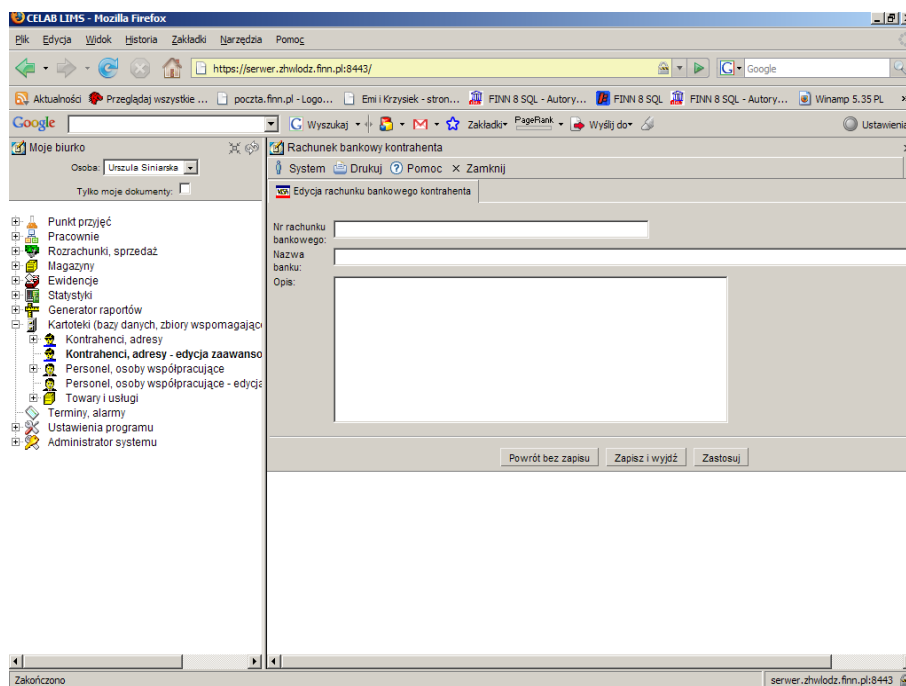 CELAB LIMS - Mozilla Firefox
Plik Edycja Widok Historia Zakładki Narzędzia Pomoc
https://serwer.zhwlodz.finn.pl:8443/ G Google
Aktualności Przeglądaj wszystkie ... poczta.finn.pl - Logo... Emi i Krzysiek - stron... FINN 8 SQL - Autory... FINN 8 SQL FINN 8 SQL - Autory... Winamp 5.35 PL »
Google G Wyszukaj Zakładki PageRank Wyślij do Ustawienia
Moje biurko
Osoba: Urszula Siniarska
Tylko moje dokumenty:
Punkt przyjęć
Pracownie
Rozrachunki, sprzedaż
Magazyny
Ewidencje
Statystyki
Generator raportów
Kartoteki (bazy danych, zbiory wspomagając
Kontrahenci, adresy
Kontrahenci, adresy - edycja zaawanso
Personel, osoby współpracujące
Personel, osoby współpracujące - edycja
Towary i usługi
Terminy, alarmy
Ustawienia programu
Administrator systemu
Rachunek bankowy kontrahenta
System Drukuj Pomoc Zamknij
VISA Edycja rachunku bankowego kontrahenta
Nr rachunku
bankowego:
Nazwa
banku:
Opis:
Powrót bez zapisu Zapisz i wyjdź Zastosuj
Zakończono serwer.zhwlodz.finn.pl:8443